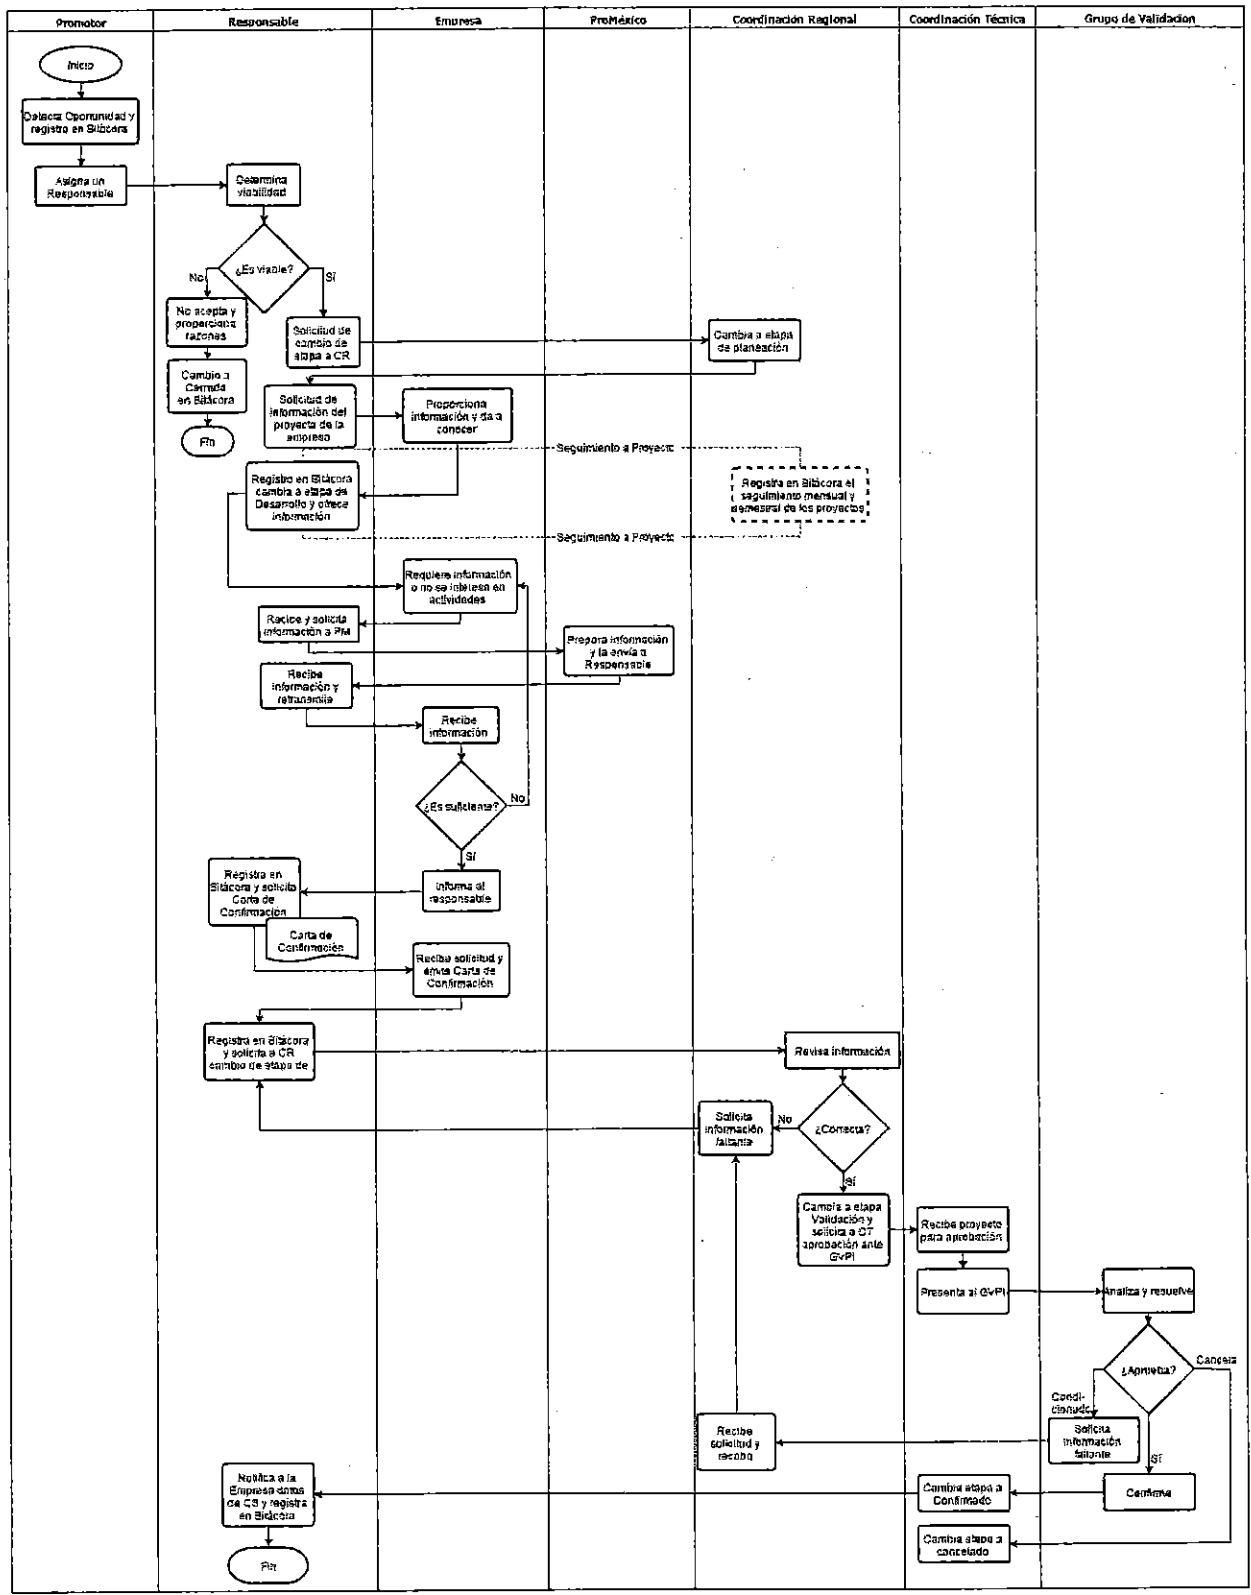 Promotor
Responsable
Empresa
ProMéxico
Coordinación Regional
Coordinación Técnica
Grupo de Validacion
Inicio
Detecta Oportunidad y
registro en Bitácora
Asigna un
Responsable
Determina
viabilidad
¿Es viable?
No
Sí
No acepta y
proporciona
razones
Solicitud de
cambio de
etapa a CR
Cambia a etapa
de planeación
Cambio a
Cerrada
en Bitácora
Fin
Solicitud de
información del
proyecto de la
empresa
Proporciona
información y da a
conocer
Seguimiento a Proyecto
Registro en Bitácora
cambia a etapa de
Desarrollo y ofrece
información
Registra en Bitácora el
seguimiento mensual y
semestral de los proyectos
Seguimiento a Proyecto
Requiere información
o no se interesa en
actividades
Recibe y solicita
información a PM
Prepara información
y la envía a
Responsable
Recibe
información y
retransmite
Recibe
información
¿Es suficiente?
No
Sí
Informa al
responsable
Registra en
Bitácora y solicita
Carta de
Confirmación
Carta de
Confirmación
Recibe solicitud y
envía Carta de
Confirmación
Registra en Bitácora
y solicita a CR
cambio de etapa de
Revisa información
¿Correcta?
No
Sí
Solicita
información
faltante
Cambia a etapa
Validación y
solicita a CT
aprobación ante
GVPI
Recibe proyecto
para aprobación
Presenta al GVPI
Analiza y resuelve
¿Aprueba?
Cancela
Condi-
cionado
Sí
Solicita
información
faltante
Recibe
solicitud y
recaba
Confirma
Cambia etapa a
Confirmado
Notifica a la
Empresa datos
de CS y registra
en Bitácora
Cambia etapa a
cancelado
Fin